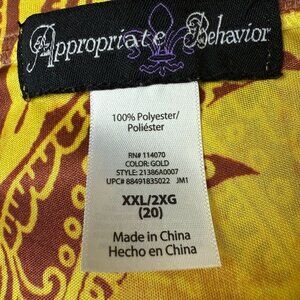 Appropriate Behavior
100% Polyester/
Poliéster
RN# 114070
COLOR: GOLD
STYLE: 21386A0007
UPC# 88491835022 JM1
XXL/2XG
(20)
Made in China
Hecho en China